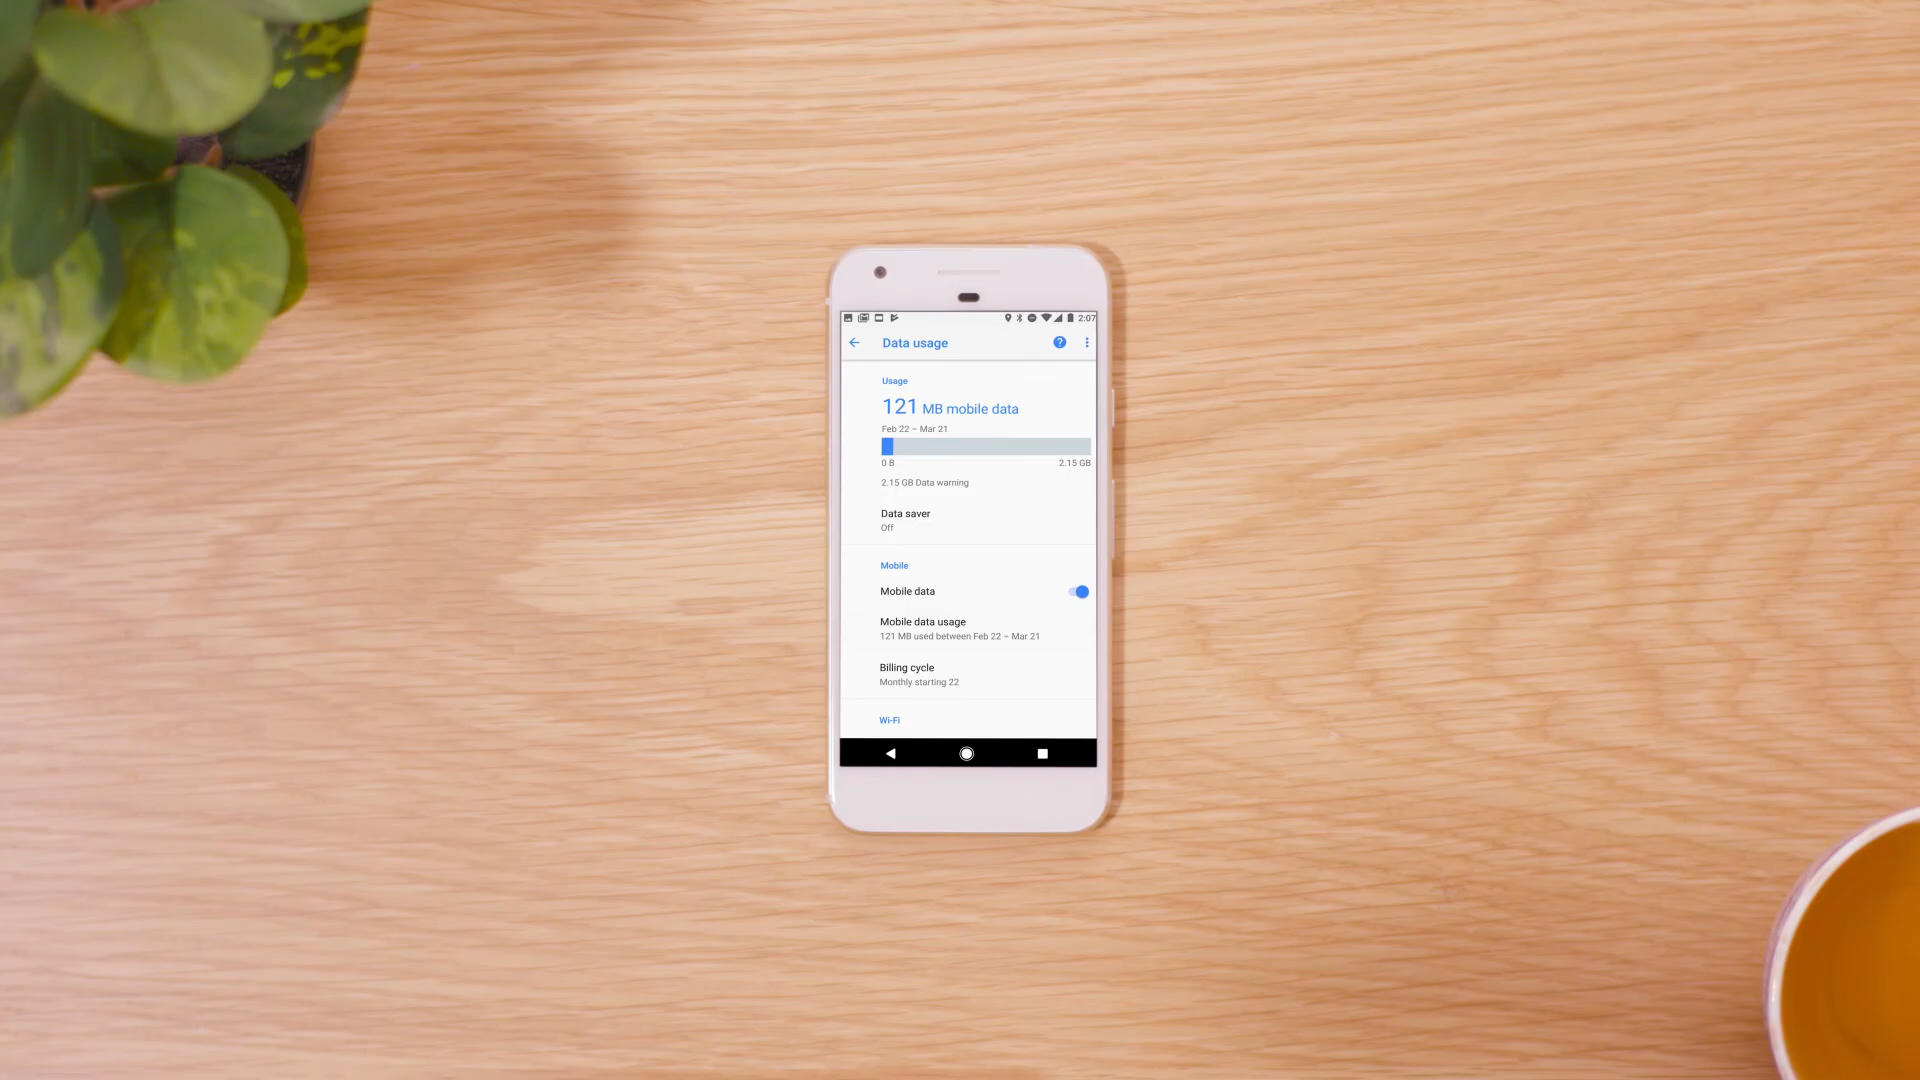 2:07
Data usage
?
Usage
121 MB mobile data
Feb 22 – Mar 21
0 B 2.15 GB
2.15 GB Data warning
Data saver
Off
Mobile
Mobile data
Mobile data usage
121 MB used between Feb 22 – Mar 21
Billing cycle
Monthly starting 22
Wi-Fi